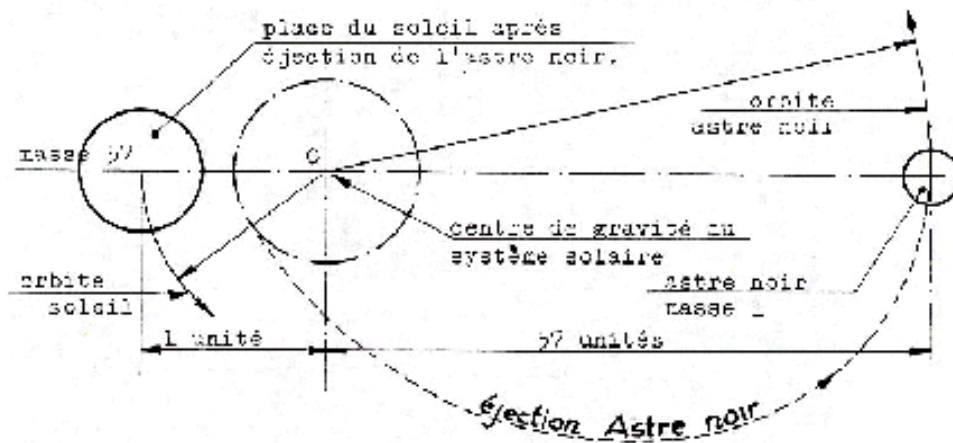 place du soleil après
éjection de l'astre noir.
orbite
astre noir
masse 57
centre de gravité du
système solaire
orbite
soleil
astre noir
masse 1
1 unité
57 unités
éjection Astre noir